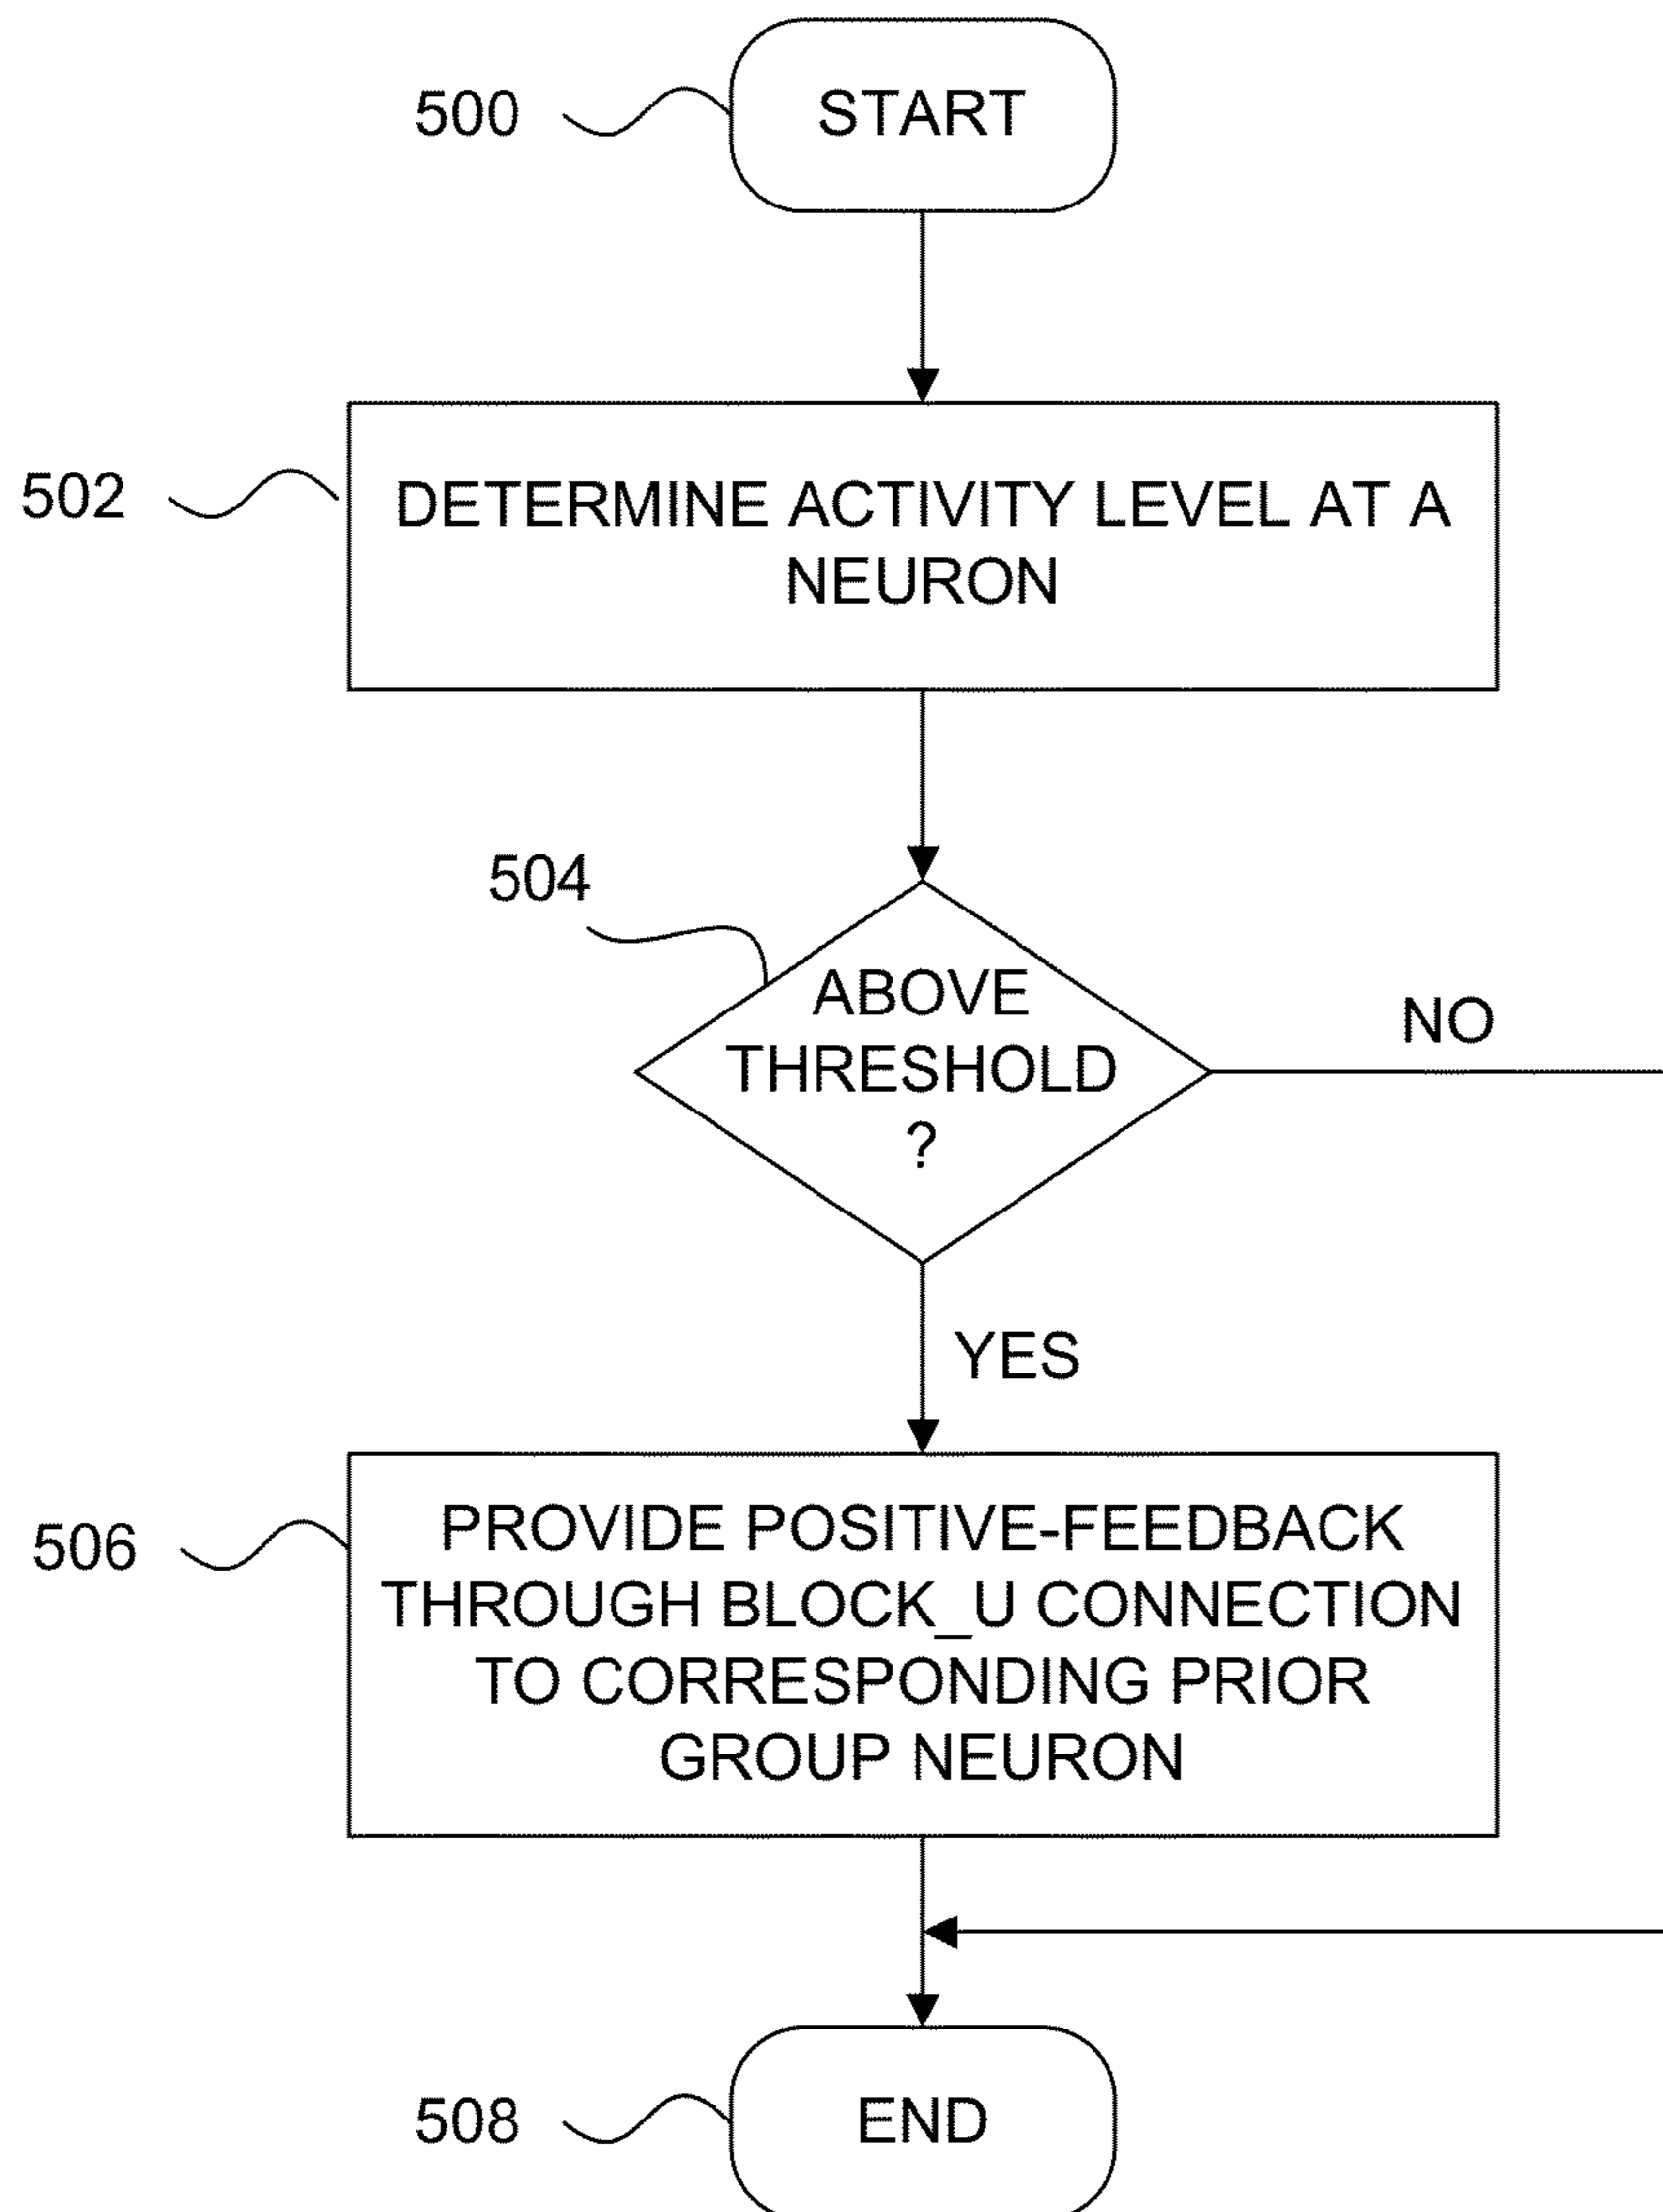 500
START
502
DETERMINE ACTIVITY LEVEL AT A
NEURON
504
ABOVE
THRESHOLD
?
NO
YES
506
PROVIDE POSITIVE-FEEDBACK
THROUGH BLOCK_U CONNECTION
TO CORRESPONDING PRIOR
GROUP NEURON
508
END